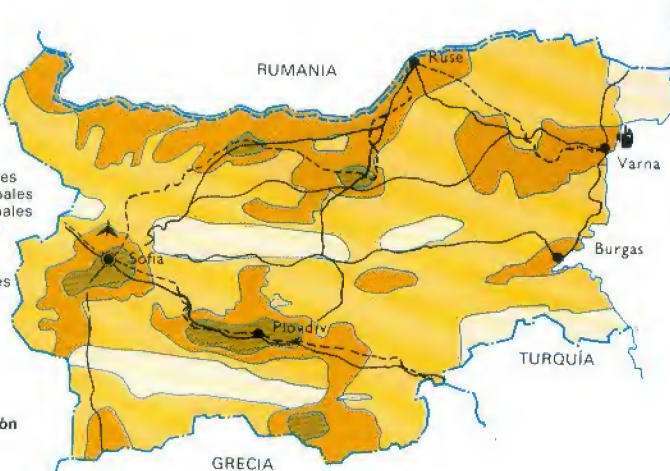 RUMANIA
Ruse
Varna
Sofia
Burgas
Plovdiv
TURQUÍA
GRECIA